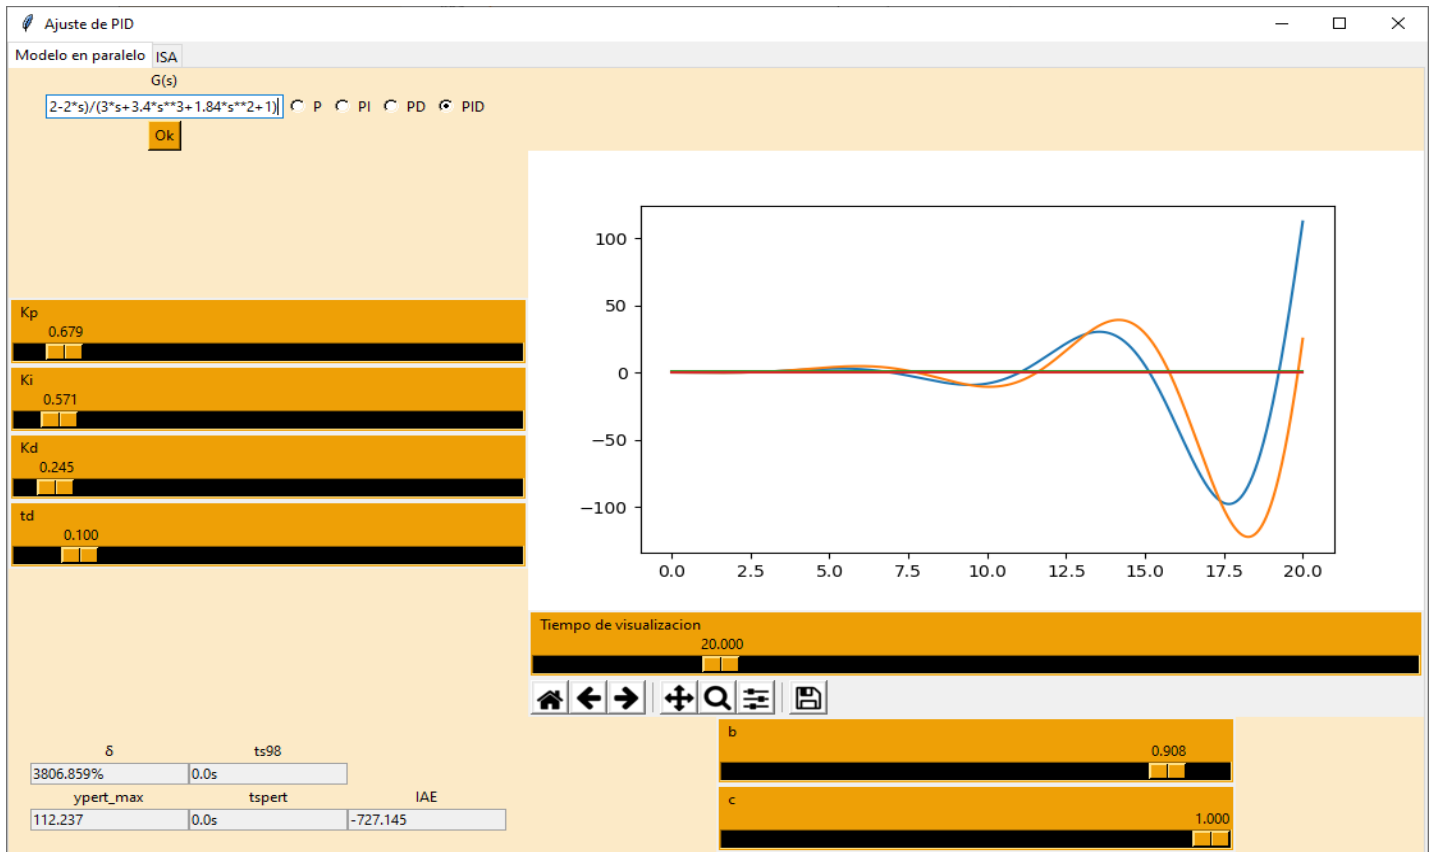 Ajuste de PID
Modelo en paralelo ISA
G(s)
2-2*s)/(3*s+3.4*s**3+1.84*s**2+1) P PI PD PID
Ok
Kp
0.679
Ki
0.571
Kd
0.245
td
0.100
100
50
0
−50
−100
0.0 2.5 5.0 7.5 10.0 12.5 15.0 17.5 20.0
Tiempo de visualizacion
20.000
b
0.908
c
1.000
δ ts98
3806.859% 0.0s
ypert_max tspert IAE
112.237 0.0s -727.145